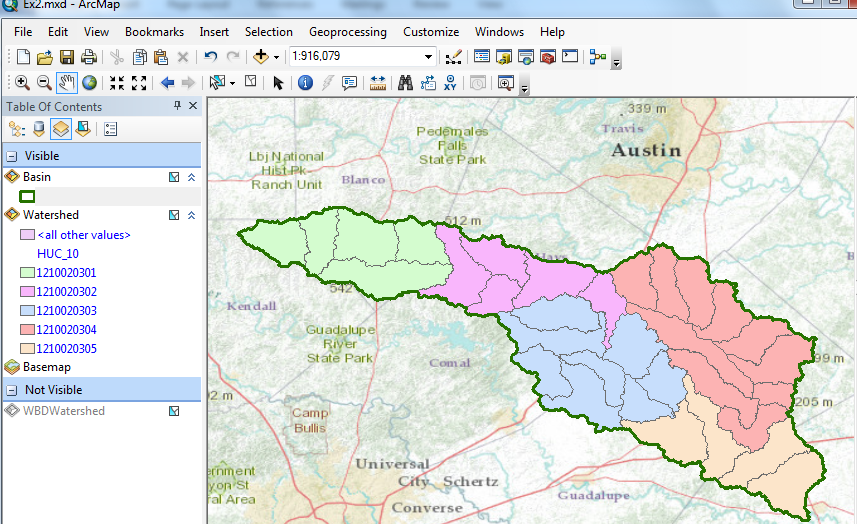 Ex2.mxd - ArcMap
File Edit View Bookmarks Insert Selection Geoprocessing Customize Windows Help
1:916,079
Table Of Contents
Visible
Basin
Watershed
<all other values>
HUC_10
1210020301
1210020302
1210020303
1210020304
1210020305
Basemap
Not Visible
WBDWatershed
339 m
Travis
Austin
Pedernales
Falls
State Park
Lbj National
Hist Pk-
Ranch Unit
Blanco
512 m
Hays
542
Kendall
Guadalupe
River
State Park
Comal
99 m
205 m
02 m
Camp
Bullis
Universal
City Schertz
Converse
Guadalupe
ernment
yon-St
ral Area